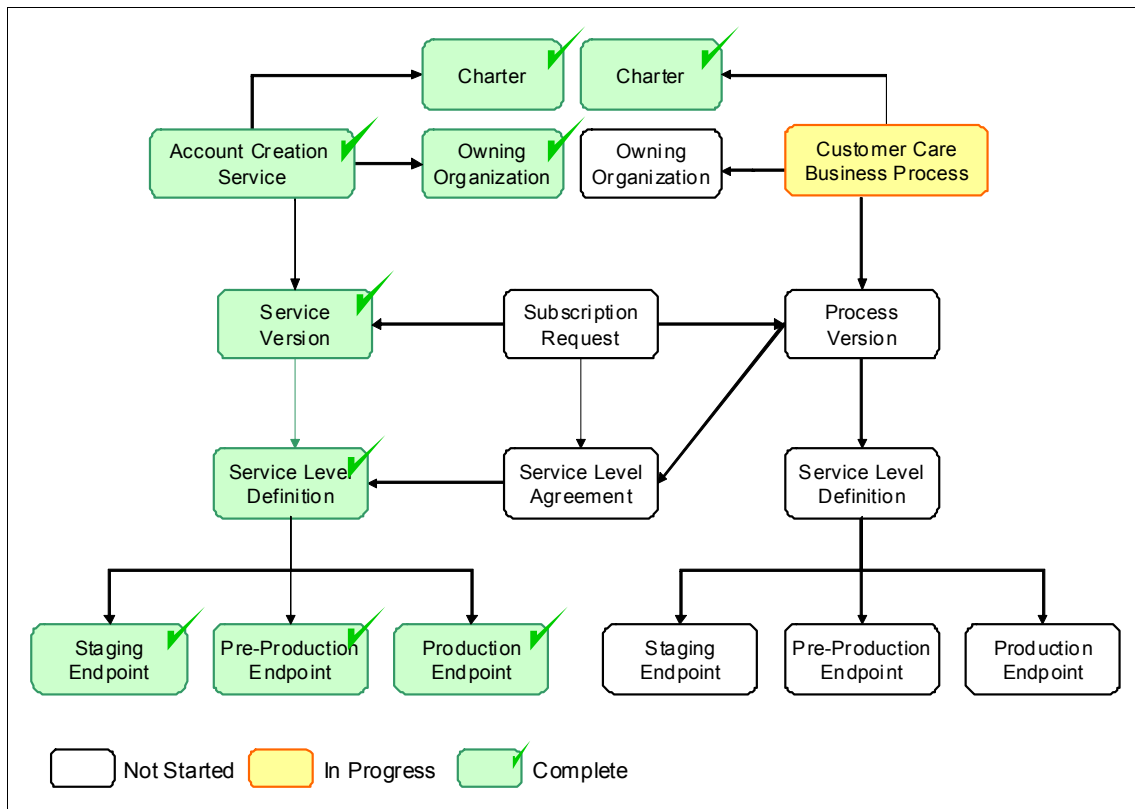 Charter
Charter
Account Creation
Service
Owning
Organization
Owning
Organization
Customer Care
Business Process
Service
Version
Subscription
Request
Process
Version
Service Level
Definition
Service Level
Agreement
Service Level
Definition
Staging
Endpoint
Pre-Production
Endpoint
Production
Endpoint
Staging
Endpoint
Pre-Production
Endpoint
Production
Endpoint
Not Started
In Progress
Complete